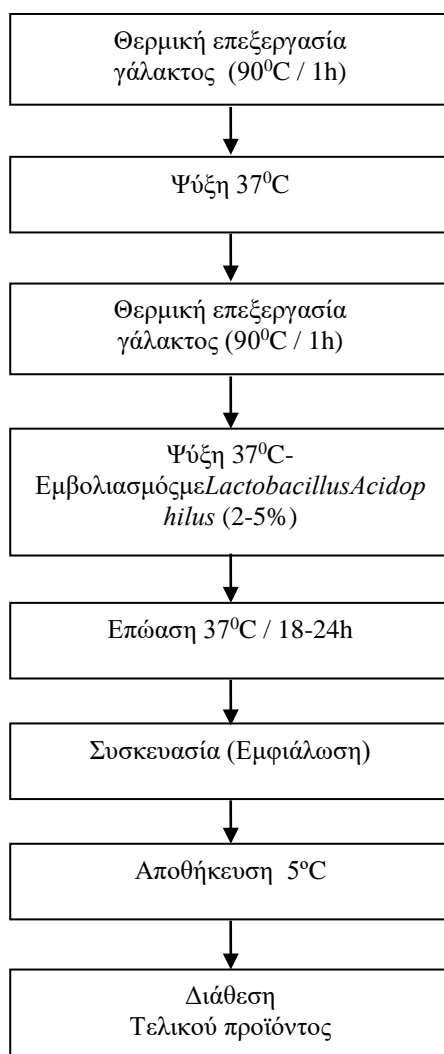 Θερμική επεξεργασία
γάλακτος (90⁰C / 1h)
Ψύξη 37⁰C
Θερμική επεξεργασία
γάλακτος (90⁰C / 1h)
Ψύξη 37⁰C-
ΕμβολιασμόςμεLactobacillusAcidop
hilus (2-5%)
Επώαση 37⁰C / 18-24h
Συσκευασία (Εμφιάλωση)
Αποθήκευση 5ºC
Διάθεση
Τελικού προϊόντος